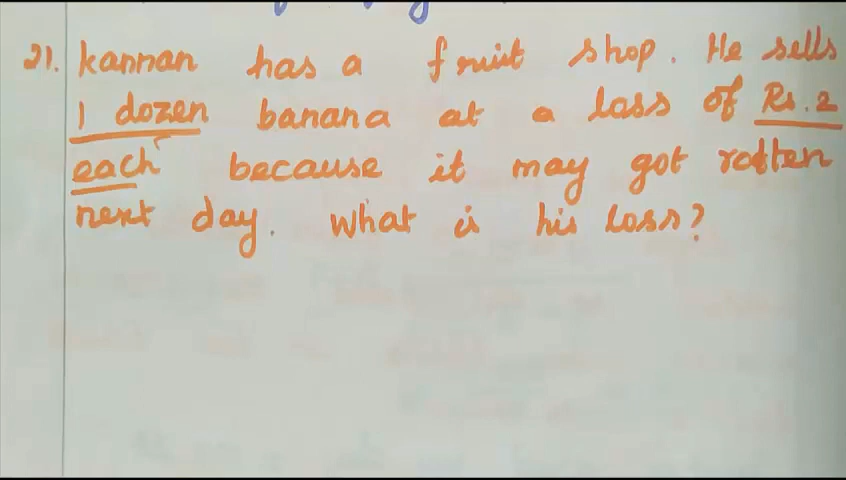 21. kannan has a fruit shop. He sells
1 dozen banana at a loss of Rs. 2
each because it may got rotten
next day. What is his loss?